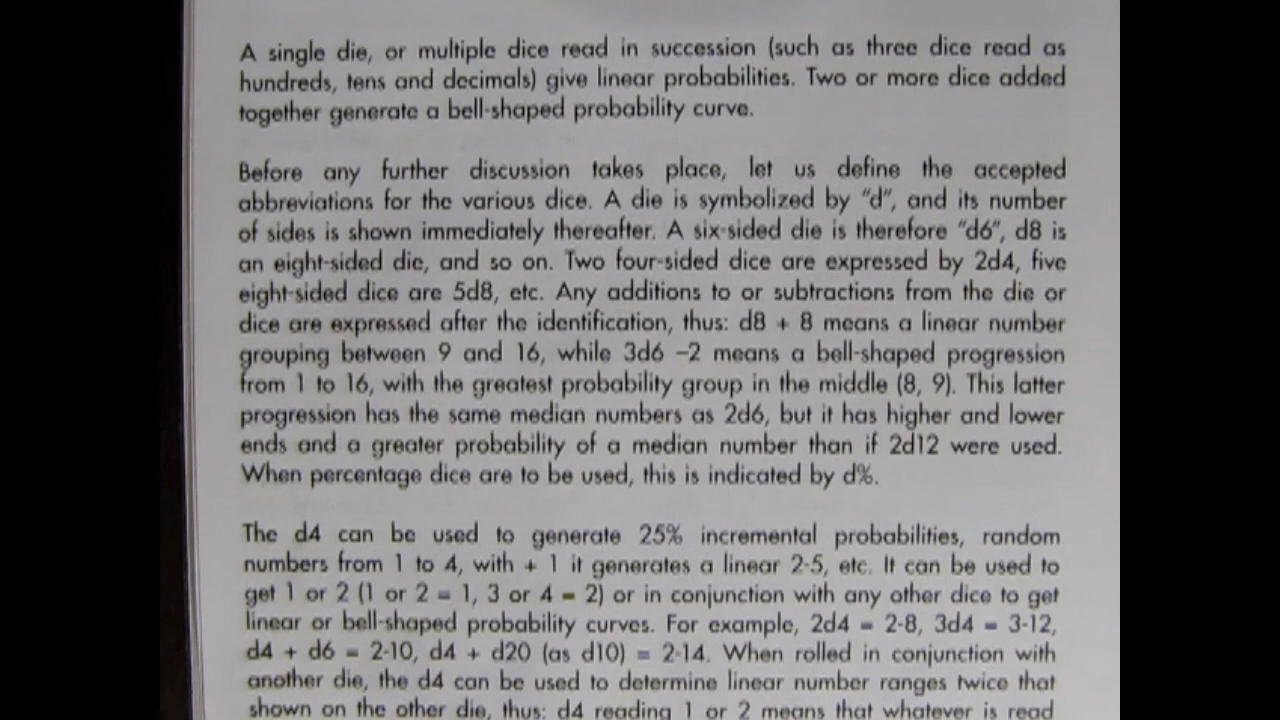 A single die, or multiple dice read in succession (such as three dice read as
hundreds, tens and decimals) give linear probabilities. Two or more dice added
together generate a bell-shaped probability curve.
Before any further discussion takes place, let us define the accepted
abbreviations for the various dice. A die is symbolized by "d", and its number
of sides is shown immediately thereafter. A six-sided die is therefore "d6", d8 is
an eight-sided die, and so on. Two four-sided dice are expressed by 2d4, five
eight-sided dice are 5d8, etc. Any additions to or subtractions from the die or
dice are expressed after the identification, thus: d8 + 8 means a linear number
grouping between 9 and 16, while 3d6 –2 means a bell-shaped progression
from 1 to 16, with the greatest probability group in the middle (8, 9). This latter
progression has the same median numbers as 2d6, but it has higher and lower
ends and a greater probability of a median number than if 2d12 were used.
When percentage dice are to be used, this is indicated by d%.
The d4 can be used to generate 25% incremental probabilities, random
numbers from 1 to 4, with + 1 it generates a linear 2-5, etc. It can be used to
get 1 or 2 (1 or 2 = 1, 3 or 4 = 2) or in conjunction with any other dice to get
linear or bell-shaped probability curves. For example, 2d4 = 2-8, 3d4 = 3-12,
d4 + d6 = 2-10, d4 + d20 (as d10) = 2-14. When rolled in conjunction with
another die, the d4 can be used to determine linear number ranges twice that
shown on the other die, thus: d4 reading 1 or 2 means that whatever is read